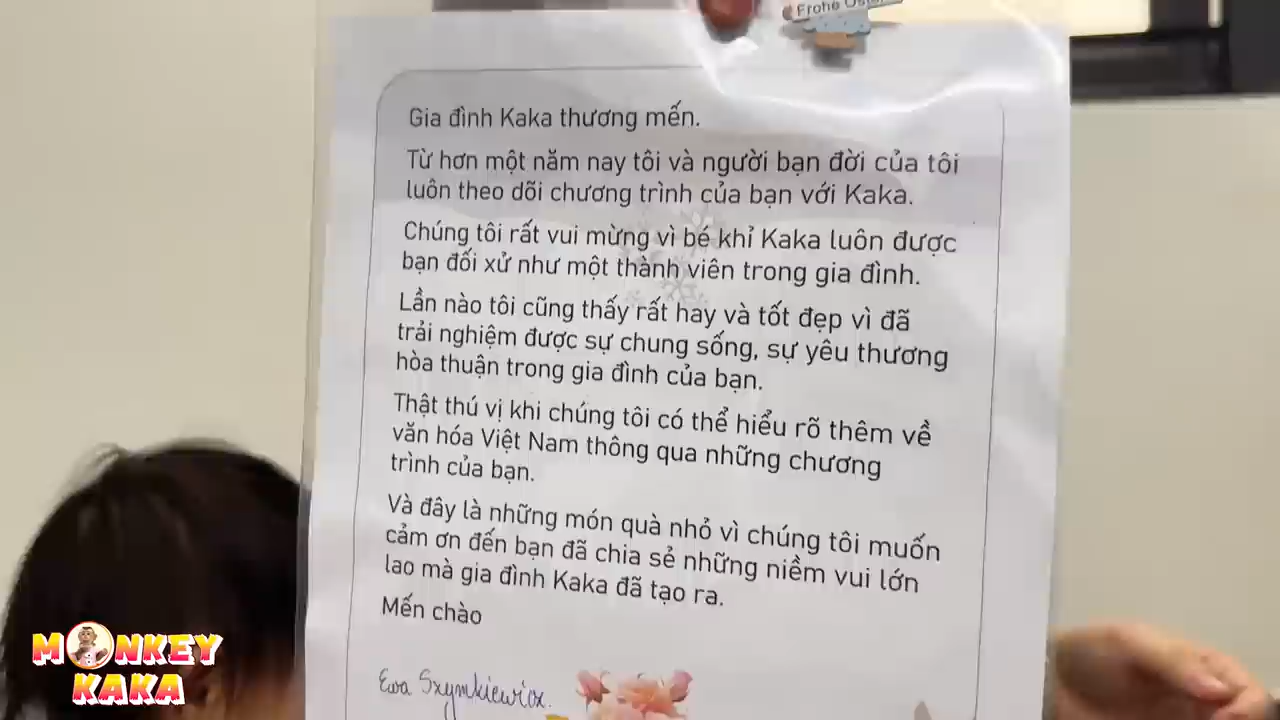 Frohe
Gia đình Kaka thương mến.
Từ hơn một năm nay tôi và người bạn đời của tôi
luôn theo dõi chương trình của bạn với Kaka.
Chúng tôi rất vui mừng vì bé khỉ Kaka luôn được
bạn đối xử như một thành viên trong gia đình.
Lần nào tôi cũng thấy rất hay và tốt đẹp vì đã
trải nghiệm được sự chung sống, sự yêu thương
hòa thuận trong gia đình của bạn.
Thật thú vị khi chúng tôi có thể hiểu rõ thêm về
văn hóa Việt Nam thông qua những chương
trình của bạn.
Và đây là những món quà nhỏ vì chúng tôi muốn
cảm ơn đến bạn đã chia sẻ những niềm vui lớn
lao mà gia đình Kaka đã tạo ra.
Mến chào
Ewa Szymkiewicz.
MONKEY
KAKA